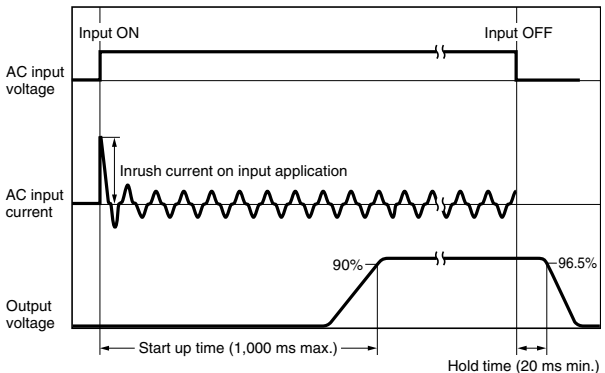 Input ON
Input OFF
AC input
voltage
Inrush current on input application
AC input
current
90%
96.5%
Output
voltage
Start up time (1,000 ms max.)
Hold time (20 ms min.)